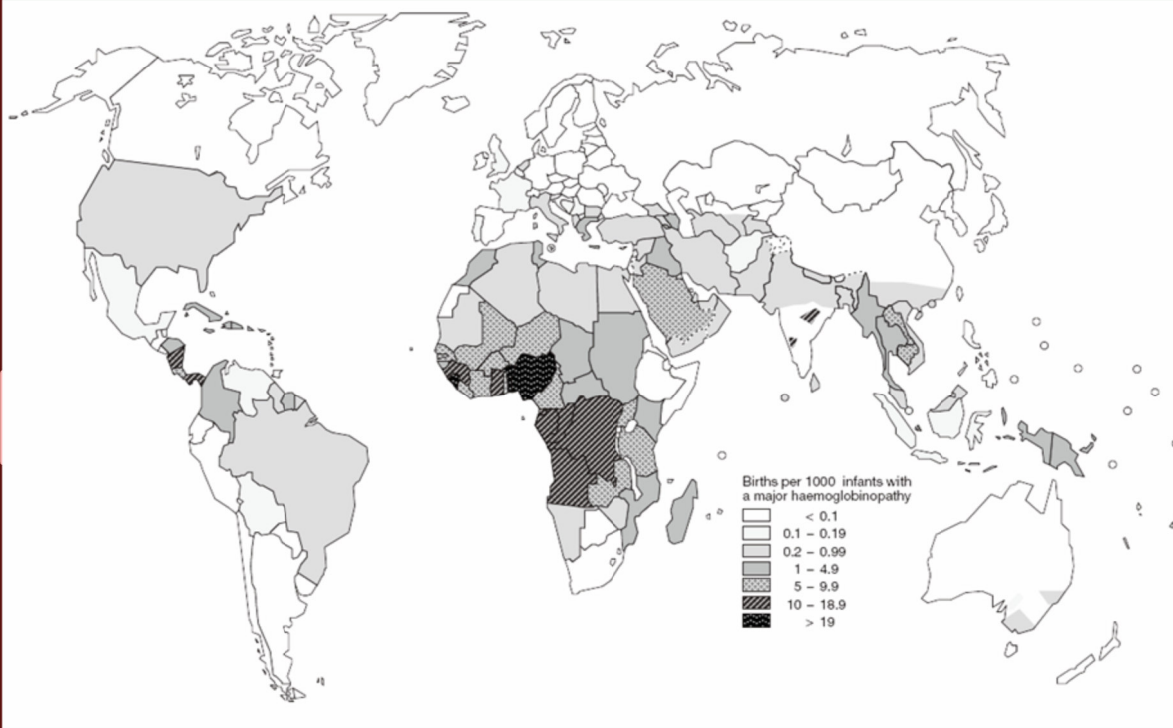 Births per 1000 infants with
a major haemoglobinopathy
< 0.1
0.1 – 0.19
0.2 – 0.99
1 – 4.9
5 – 9.9
10 – 18.9
> 19